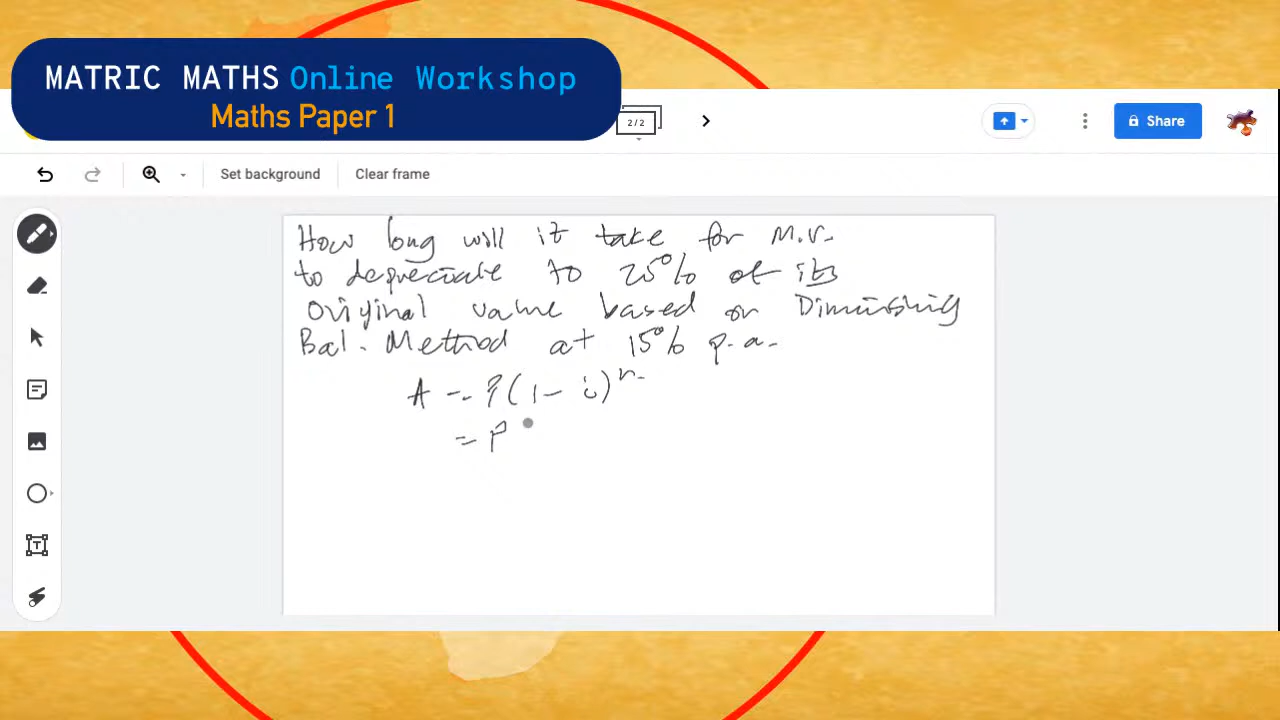 MATRIC MATHS Online Workshop
Maths Paper 1
2/2
Share
Set background
Clear frame
How long will it take for M.V.
to depreciate to 25% of its
Original value based on Diminishing
Bal. Method at 15% p.a.
A = P(1 - i)^n.
= P